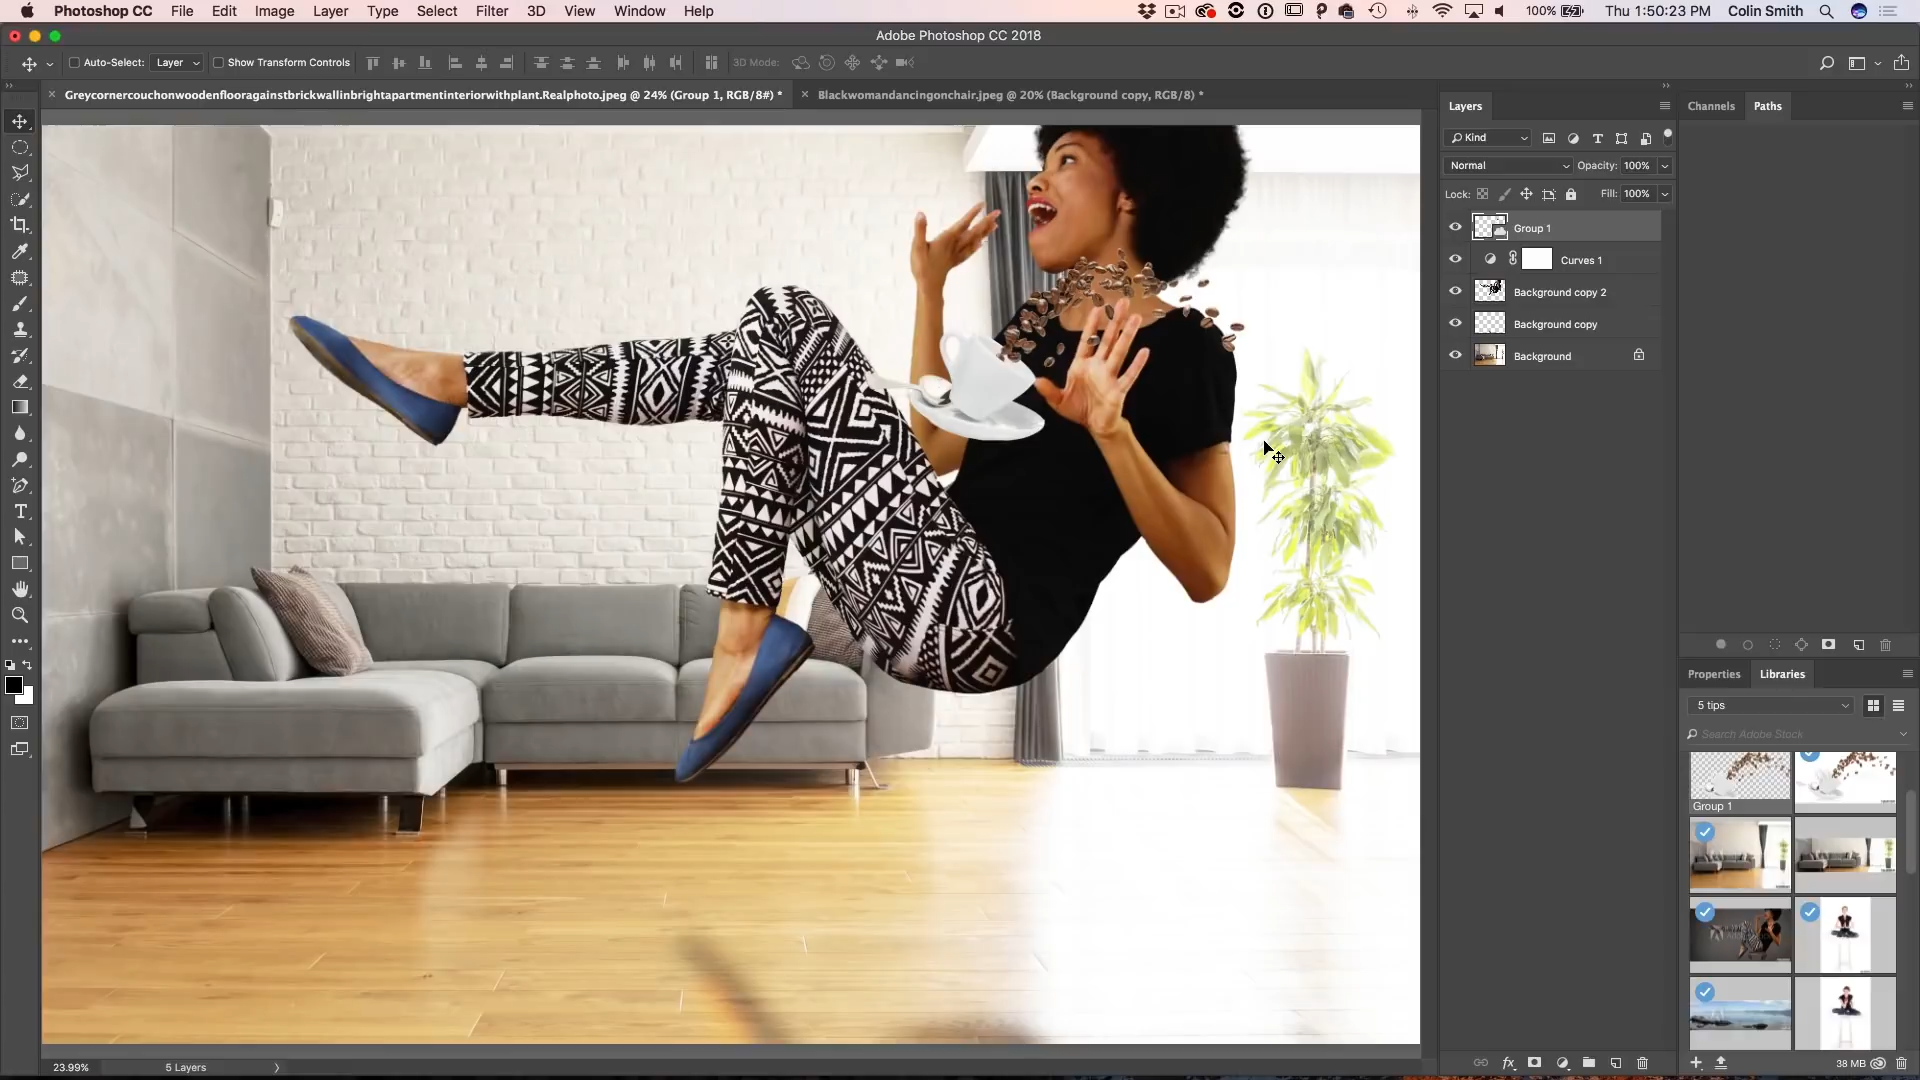 Photoshop CC File Edit Image Layer Type Select Filter 3D View Window Help 100% Thu 1:50:23 PM Colin Smith
Adobe Photoshop CC 2018
Auto-Select: Layer Show Transform Controls 3D Mode:
Greycornercouchonwoodenflooragainstbrickwallinbrightapartmentinteriorwithplant.Realphoto.jpeg @ 24% (Group 1, RGB/8#) * Blackwomandancingonchair.jpeg @ 20% (Background copy, RGB/8) *
Layers
Channels Paths
Kind
Normal Opacity: 100%
Lock: Fill: 100%
Group 1
Curves 1
Background copy 2
Background copy
Background
Properties Libraries
5 tips
Search Adobe Stock
Group 1
23.99% 5 Layers
38 MB